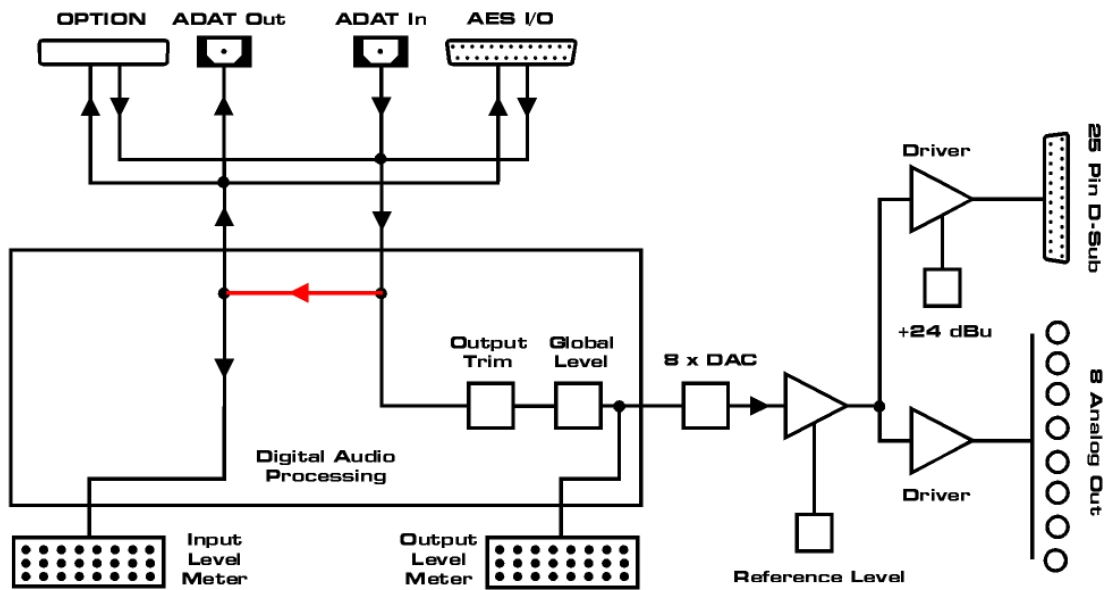 OPTION
ADAT Out
ADAT In
AES I/O
Driver
25 Pin D-Sub
+24 dBu
Output
Trim
Global
Level
8 x DAC
8 Analog Out
Digital Audio
Processing
Driver
Input
Level
Meter
Output
Level
Meter
Reference Level